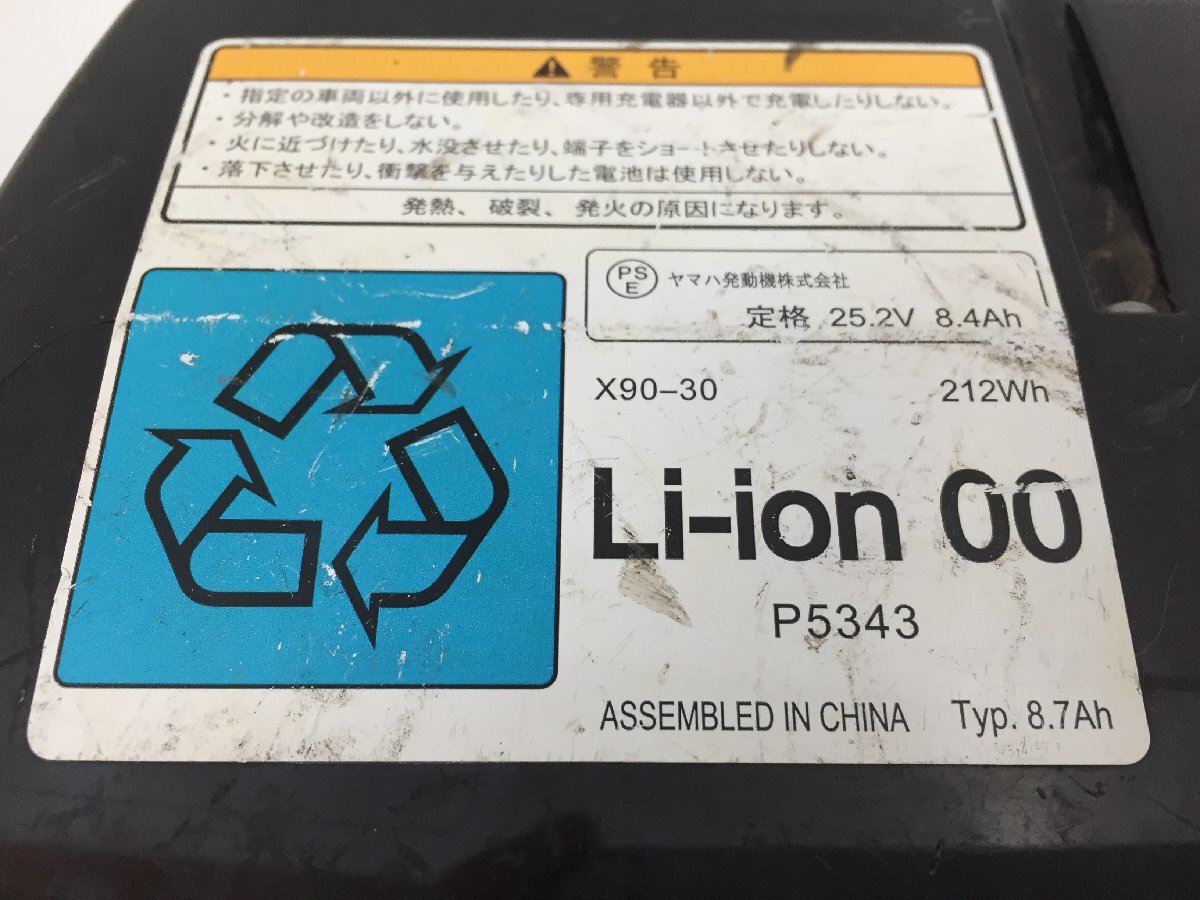 警告
・指定の車両以外に使用したり、専用充電器以外で充電したりしない。
・分解や改造をしない。
・火に近づけたり、水没させたり、端子をショートさせたりしない。
・落下させたり、衝撃を与えたりした電池は使用しない。
発熱、破裂、発火の原因になります。
PS
E
ヤマハ発動機株式会社
定格 25.2V 8.4Ah
X90-30 212Wh
Li-ion 00
P5343
ASSEMBLED IN CHINA Typ. 8.7Ah